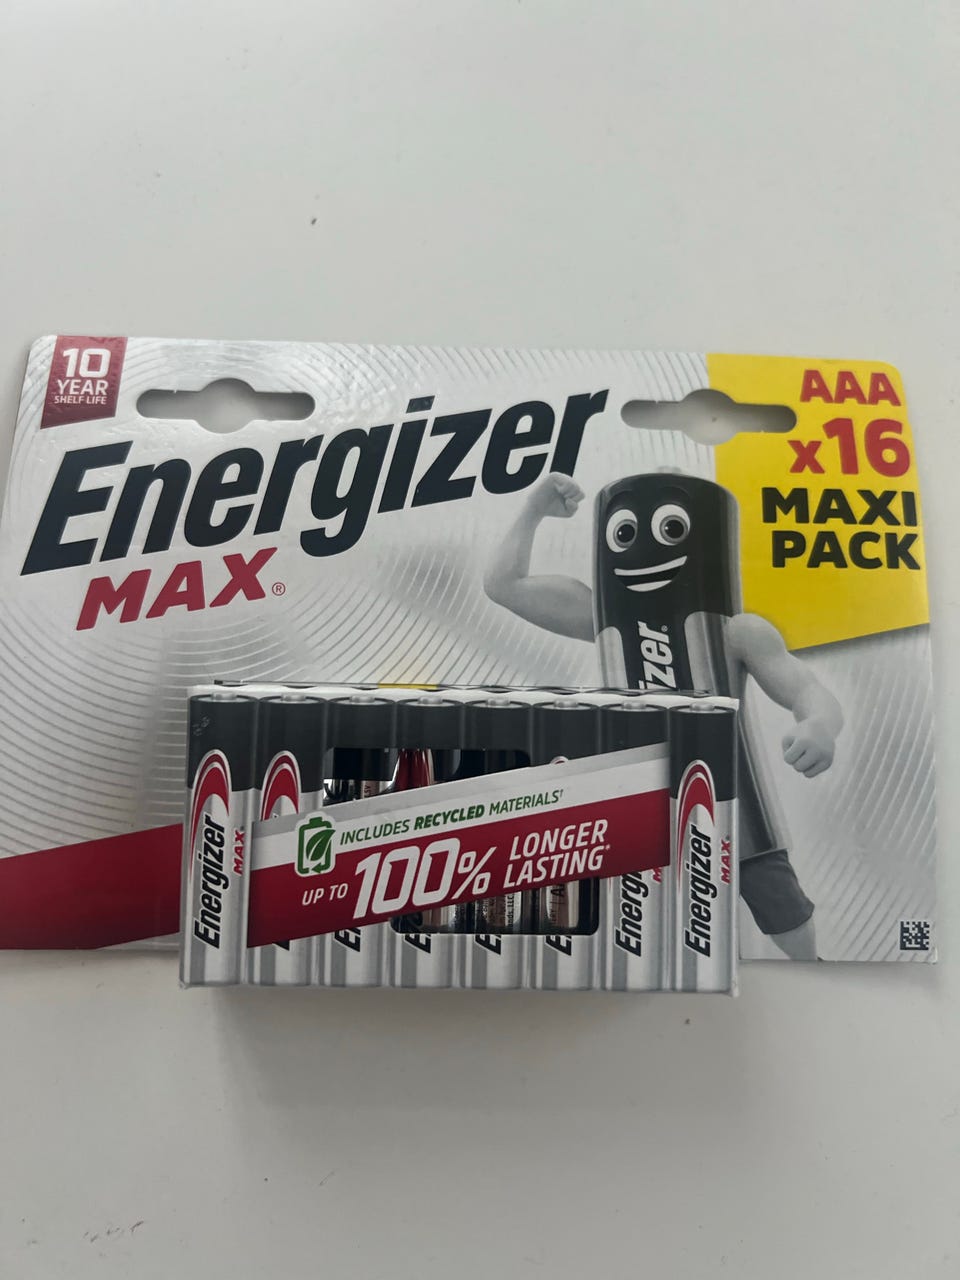 10
YEAR
SHELF LIFE
Energizer
MAX®
AAA
x16
MAXI
PACK
zer®
INCLUDES RECYCLED MATERIALS†
UP TO 100% LONGER
LASTING*
Energizer
MAX®
Energizer
MAX®